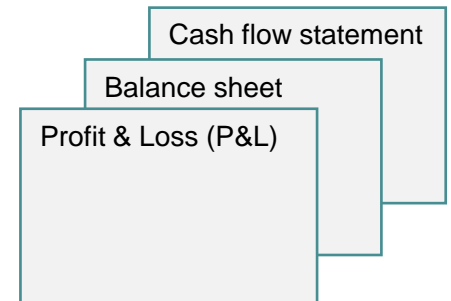 Cash flow statement
Balance sheet
Profit & Loss (P&L)